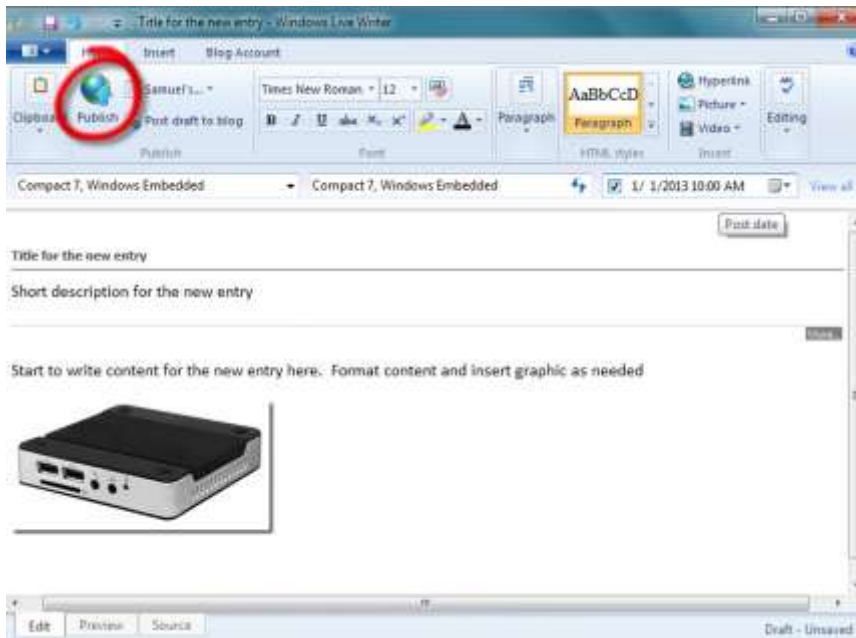 Title for the new entry - Windows Live Writer
Insert Blog Account
Clipboard
Publish
Samuel's...
Post draft to blog
Publish
Times New Roman 12
B I U abc
Font
Paragraph
AaBbCcD
Paragraph
HTML styles
Hyperlink
Picture
Video
Insert
Editing
Compact 7, Windows Embedded Compact 7, Windows Embedded 1/ 1/2013 10:00 AM View all
Post date
Title for the new entry
Short description for the new entry
More...
Start to write content for the new entry here. Format content and insert graphic as needed
Edit Preview Source Draft - Unsaved